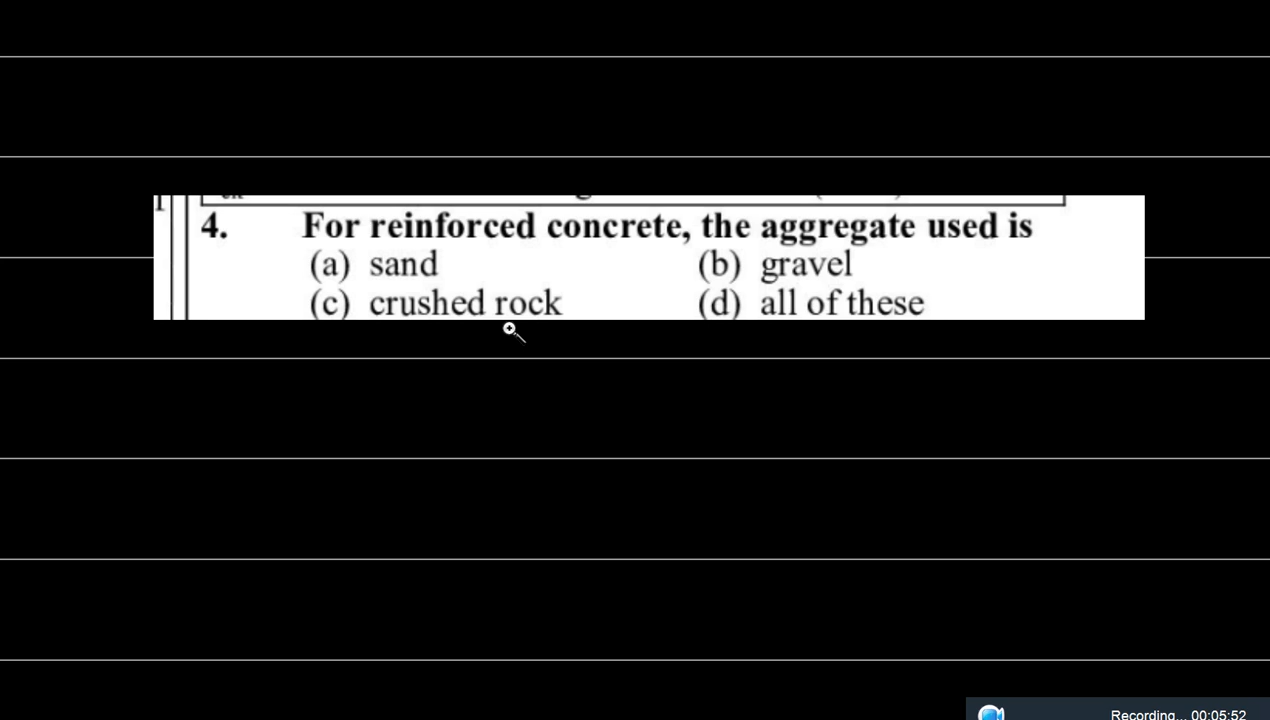 4. For reinforced concrete, the aggregate used is
(a) sand (b) gravel
(c) crushed rock (d) all of these
Recording... 00:05:52